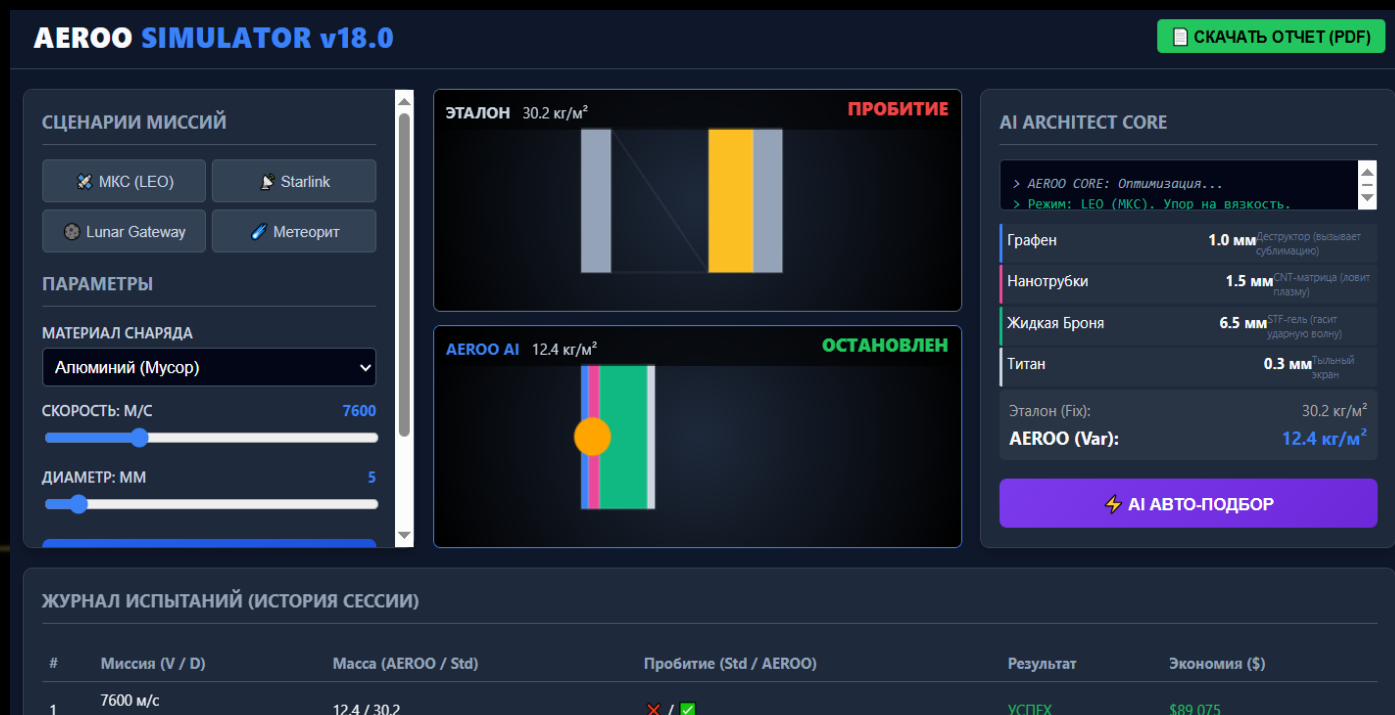 AEROO SIMULATOR v18.0
📄 СКАЧАТЬ ОТЧЕТ (PDF)
СЦЕНАРИИ МИССИЙ
🛰️ МКС (LEO)
📡 Starlink
🌑 Lunar Gateway
☄️ Метеорит
ПАРАМЕТРЫ
МАТЕРИАЛ СНАРЯДА
Алюминий (Мусор)
СКОРОСТЬ: М/С 7600
ДИАМЕТР: ММ 5
ЭТАЛОН 30.2 кг/м²
ПРОБИТИЕ
AEROO AI 12.4 кг/м²
ОСТАНОВЛЕН
AI ARCHITECT CORE
> AEROO CORE: Оптимизация...
> Режим: LEO (МКС). Упор на вязкость.
Графен 1.0 мм Деструктор (вызывает
сублимацию)
Нанотрубки 1.5 мм CNT-матрица (ловит
плазму)
Жидкая Броня 6.5 мм STF-гель (гасит
ударную волну)
Титан 0.3 мм Тыльный
экран
Эталон (Fix): 30.2 кг/м²
AEROO (Var): 12.4 кг/м²
⚡ AI АВТО-ПОДБОР
ЖУРНАЛ ИСПЫТАНИЙ (ИСТОРИЯ СЕССИИ)
# Миссия (V / D) Масса (AEROO / Std) Пробитие (Std / AEROO) Результат Экономия ($)
7600 м/с
1 12.4 / 30.2 ❌ / ✅ УСПЕХ $89,075